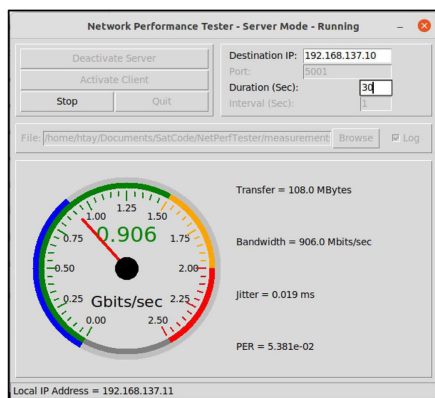 Network Performance Tester - Server Mode - Running
Deactivate Server
Activate Client
Stop Quit
Destination IP: 192.168.137.10
Port: 5001
Duration (Sec): 30
Interval (Sec): 1
File: /home/htay/Documents/SatCode/NetPerfTester/measurement Browse Log
0.00
0.25
0.50
0.75
1.00
1.25
1.50
1.75
2.00
2.25
2.50
0.906
Gbits/sec
Transfer = 108.0 MBytes
Bandwidth = 906.0 Mbits/sec
Jitter = 0.019 ms
PER = 5.381e-02
Local IP Address = 192.168.137.11